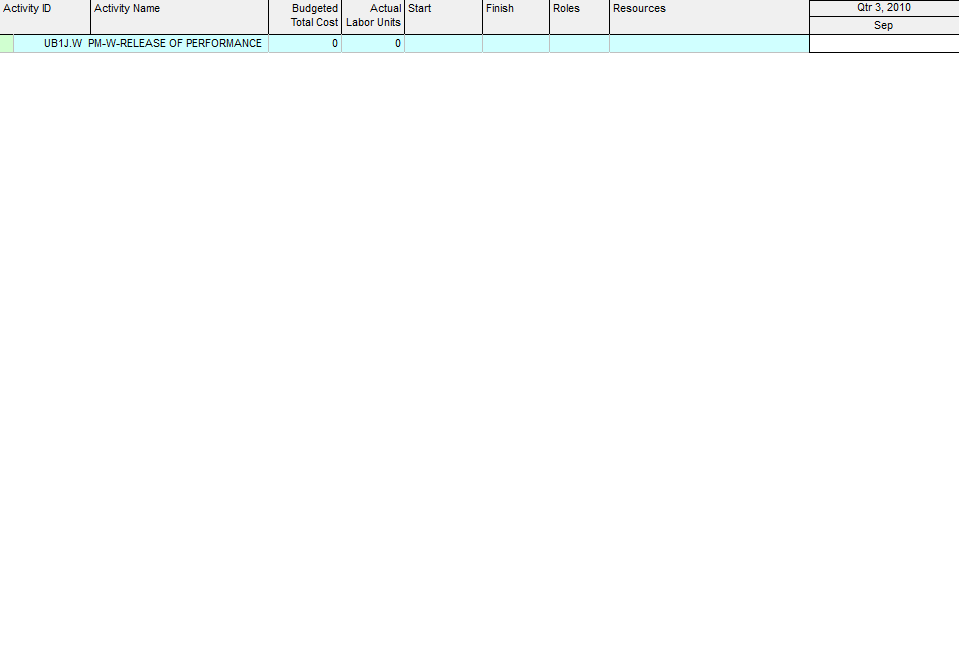 Activity ID Activity Name Budgeted Actual Start Finish Roles Resources Qtr 3, 2010
Total Cost Labor Units Sep
UB1J.W PM-W-RELEASE OF PERFORMANCE 0 0